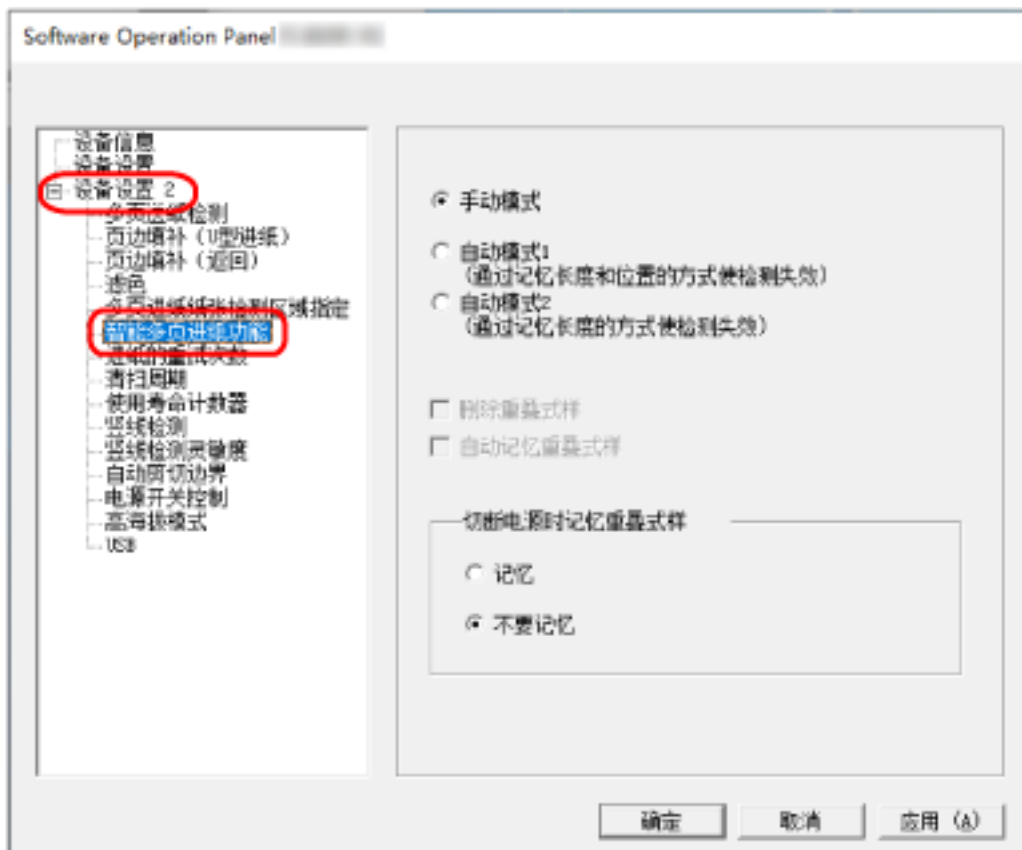 Software Operation Panel
设备信息
设备设置
设备设置 2
多页送纸检测
页边填补（U型进纸）
页边填补（返回）
滤色
多页进纸纸张检测区域指定
智能多页进纸功能
进纸的重试次数
清扫周期
使用寿命计数器
竖线检测
竖线检测灵敏度
自动剪切边界
电源开关控制
高海拔模式
USB
手动模式
自动模式1
（通过记忆长度和位置的方式使检测失效）
自动模式2
（通过记忆长度的方式使检测失效）
删除重叠式样
自动记忆重叠式样
切断电源时记忆重叠式样
记忆
不要记忆
确定 取消 应用 (A)